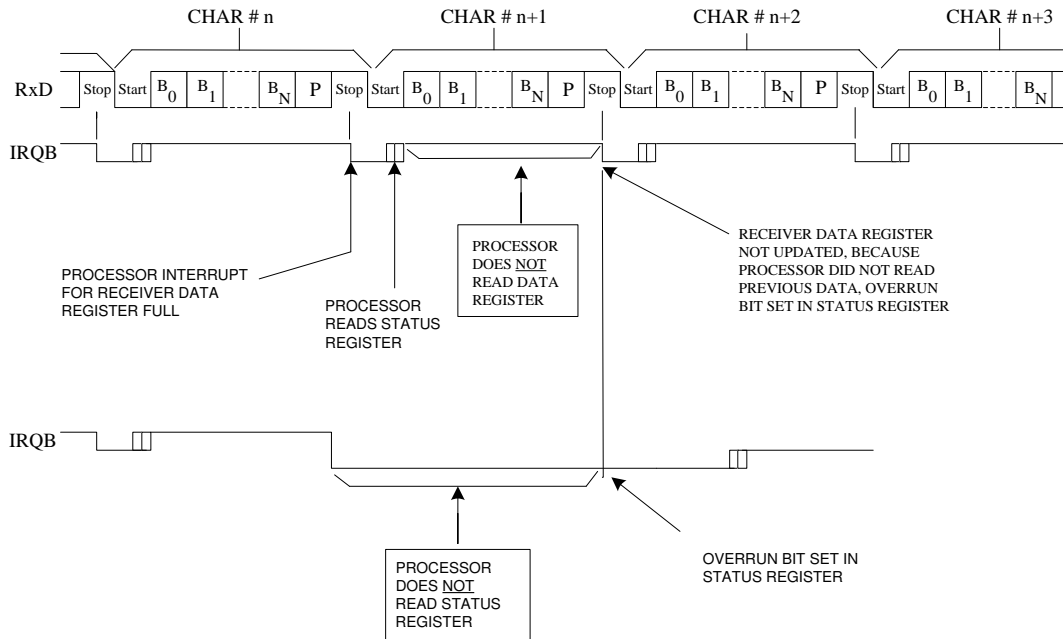 CHAR # n
CHAR # n+1
CHAR # n+2
CHAR # n+3
RxD
Stop Start B0 B1 BN P Stop Start B0 B1 BN P Stop Start B0 B1 BN P Stop Start B0 B1 BN
IRQB
PROCESSOR INTERRUPT
FOR RECEIVER DATA
REGISTER FULL
PROCESSOR
READS STATUS
REGISTER
PROCESSOR
DOES NOT
READ DATA
REGISTER
RECEIVER DATA REGISTER
NOT UPDATED, BECAUSE
PROCESSOR DID NOT READ
PREVIOUS DATA, OVERRUN
BIT SET IN STATUS REGISTER
IRQB
PROCESSOR
DOES NOT
READ STATUS
REGISTER
OVERRUN BIT SET IN
STATUS REGISTER